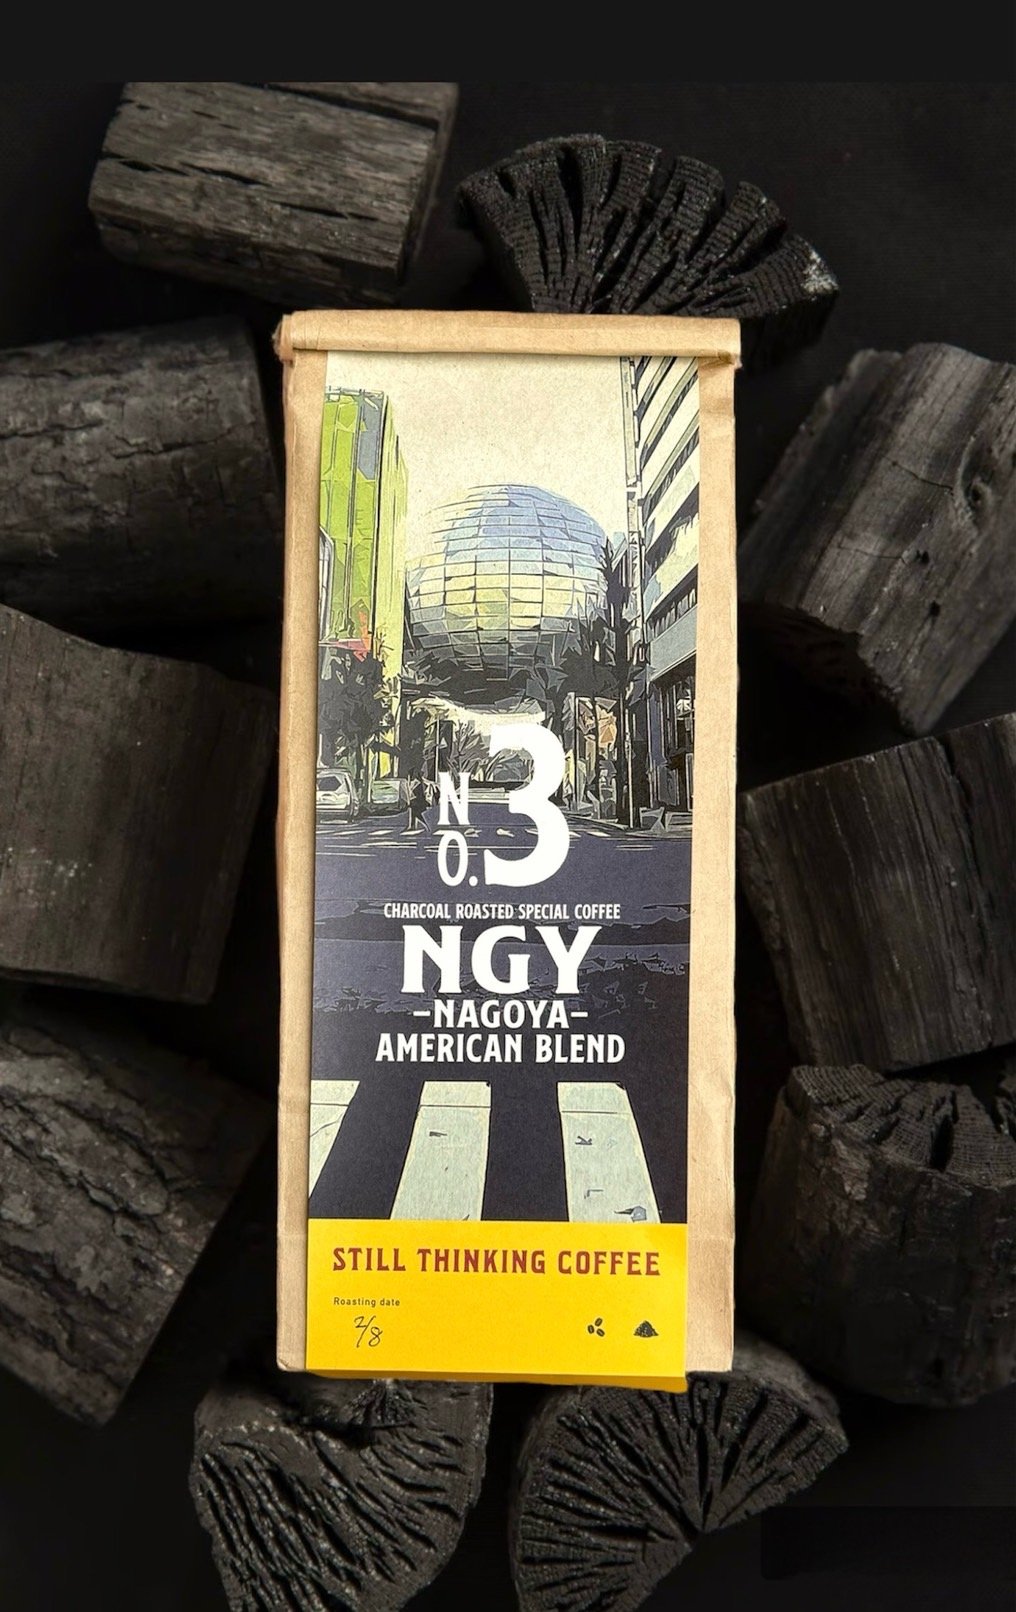 NO.3
CHARCOAL ROASTED SPECIAL COFFEE
NGY
-NAGOYA-
AMERICAN BLEND
STILL THINKING COFFEE
Roasting date
2/8